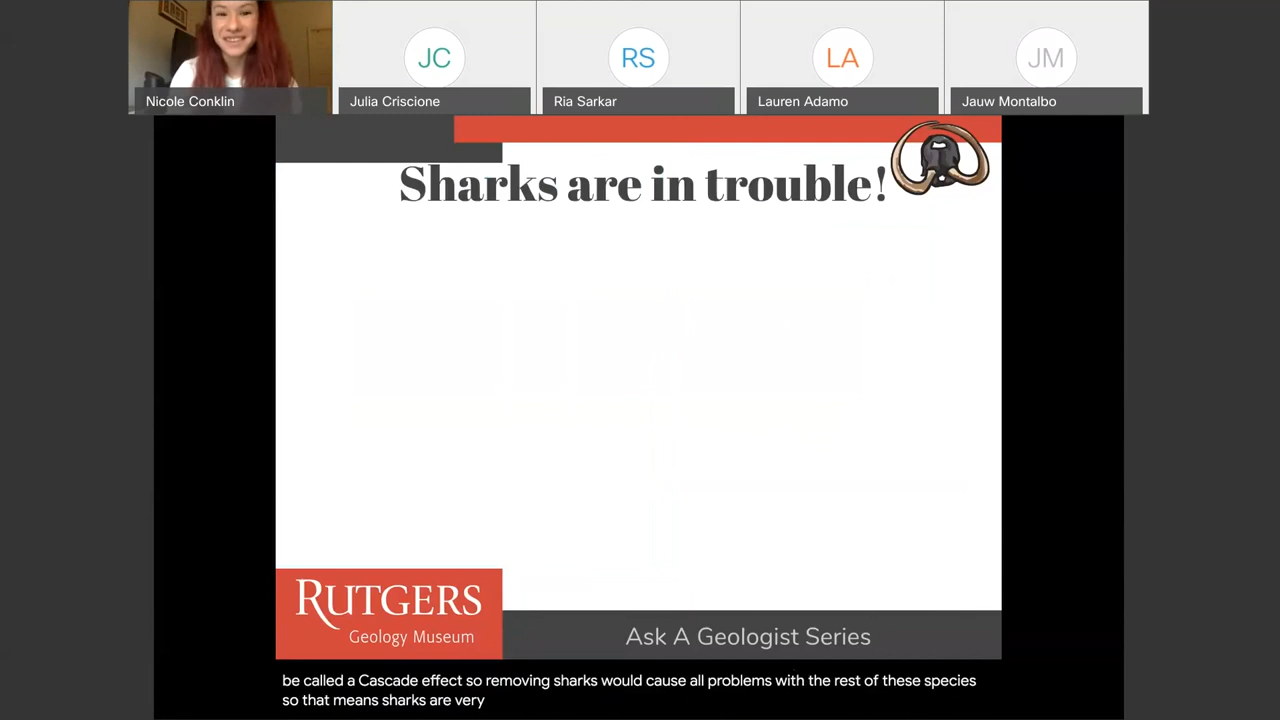 JC
RS
LA
JM
Nicole Conklin
Julia Criscione
Ria Sarkar
Lauren Adamo
Jauw Montalbo
Sharks are in trouble!
RUTGERS
Geology Museum
Ask A Geologist Series
be called a Cascade effect so removing sharks would cause all problems with the rest of these species
so that means sharks are very